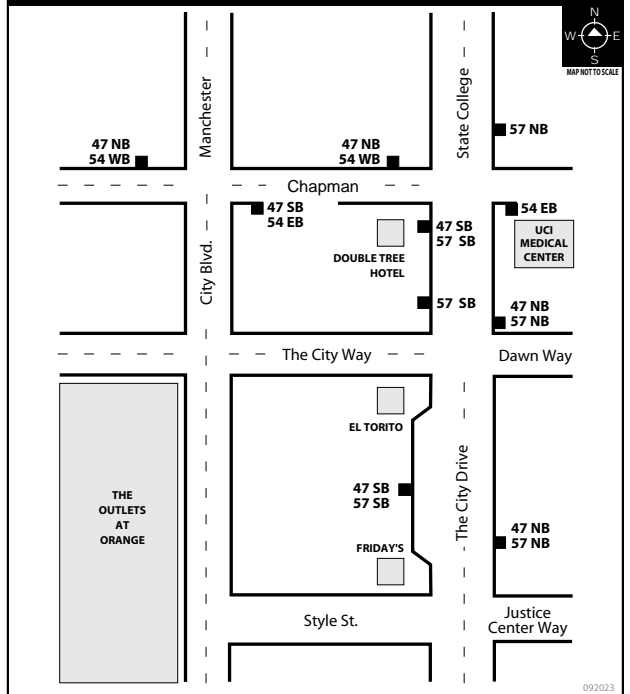 N
W E
S
MAP NOT TO SCALE
Manchester
State College
57 NB
47 NB
54 WB
47 NB
54 WB
Chapman
47 SB
54 EB
47 SB
57 SB
54 EB
UCI
MEDICAL
CENTER
DOUBLE TREE
HOTEL
City Blvd.
57 SB
47 NB
57 NB
The City Way
Dawn Way
EL TORITO
THE
OUTLETS
AT
ORANGE
47 SB
57 SB
The City Drive
47 NB
57 NB
FRIDAY'S
Style St.
Justice
Center Way
092023